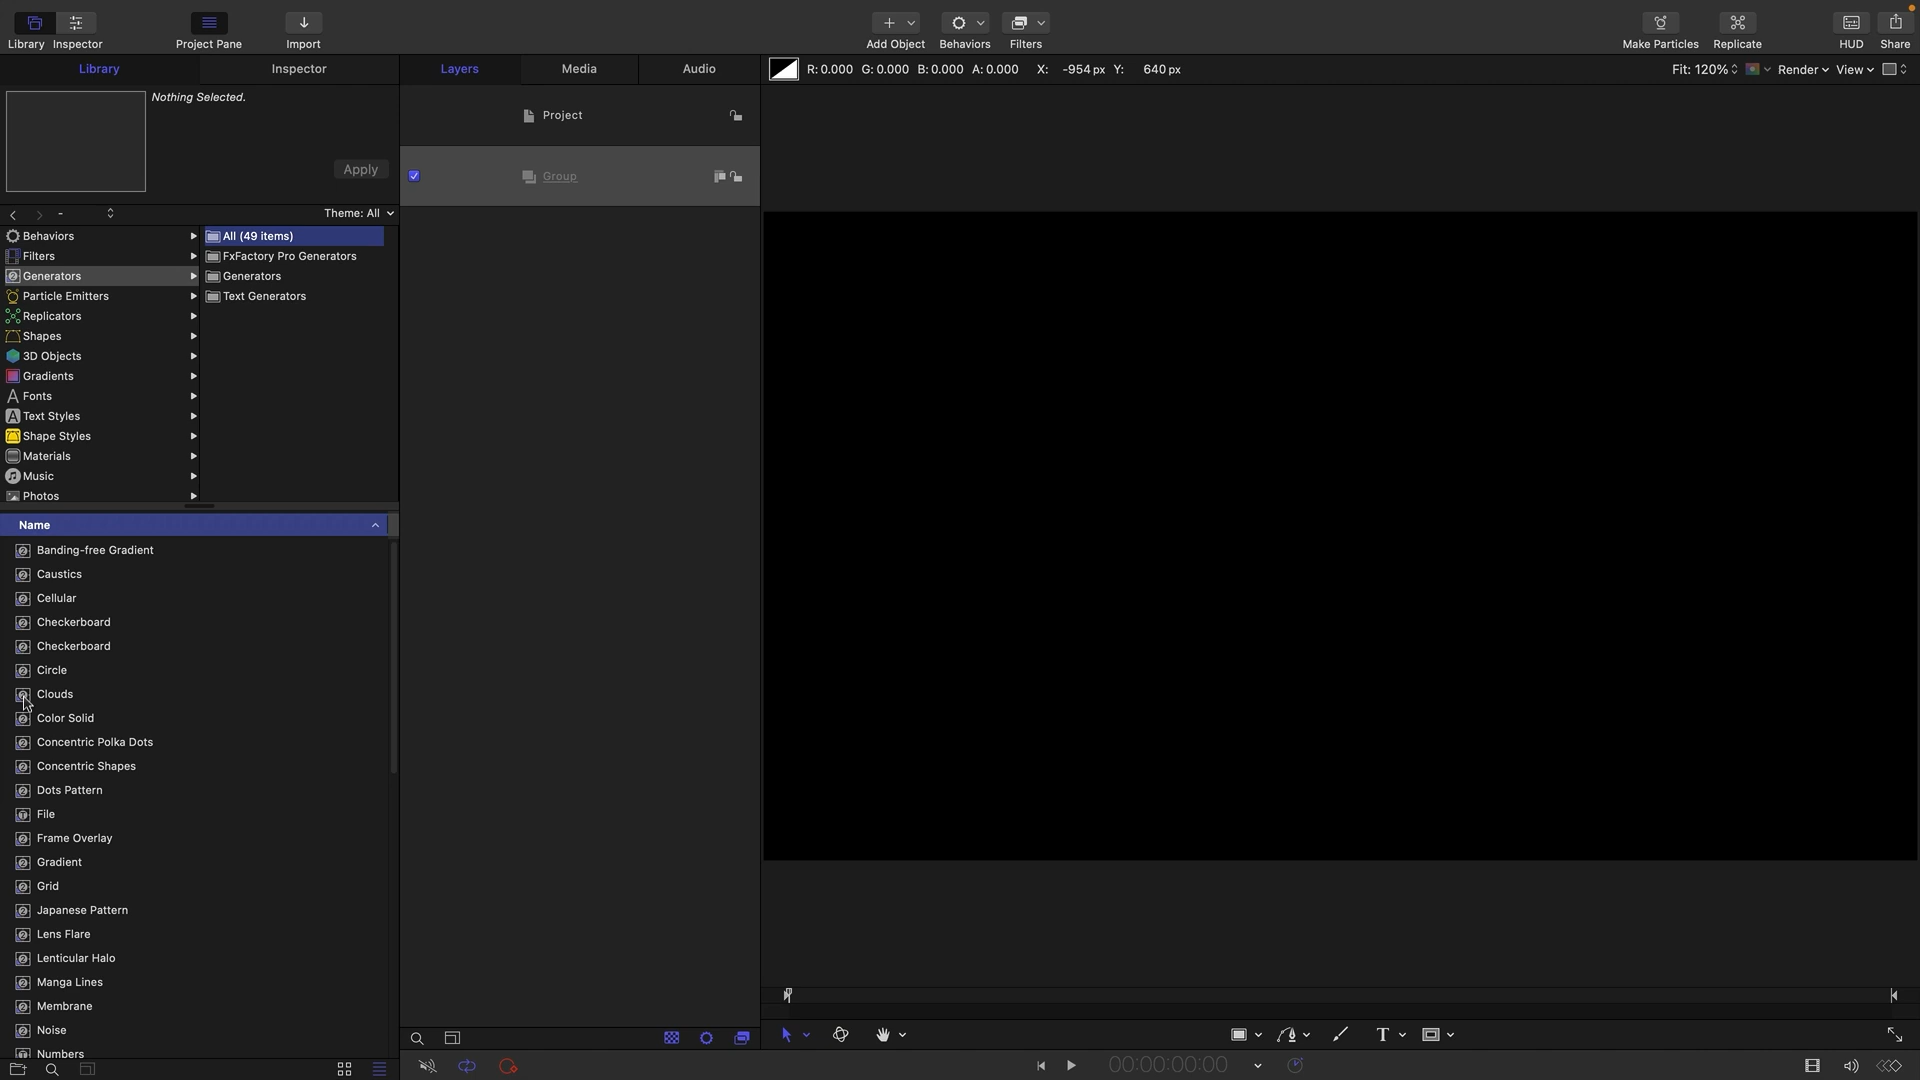 Library Inspector Project Pane Import Add Object Behaviors Filters Make Particles Replicate HUD Share
Library Inspector Layers Media Audio R: 0.000 G: 0.000 B: 0.000 A: 0.000 X: -954 px Y: 640 px Fit: 120% Render View
Nothing Selected.
Project
Apply
Group
- Theme: All
Behaviors All (49 items)
Filters FxFactory Pro Generators
Generators Generators
Particle Emitters Text Generators
Replicators
Shapes
3D Objects
Gradients
Fonts
Text Styles
Shape Styles
Materials
Music
Photos
Name
Banding-free Gradient
Caustics
Cellular
Checkerboard
Checkerboard
Circle
Clouds
Color Solid
Concentric Polka Dots
Concentric Shapes
Dots Pattern
File
Frame Overlay
Gradient
Grid
Japanese Pattern
Lens Flare
Lenticular Halo
Manga Lines
Membrane
Noise
Numbers
00:00:00:00